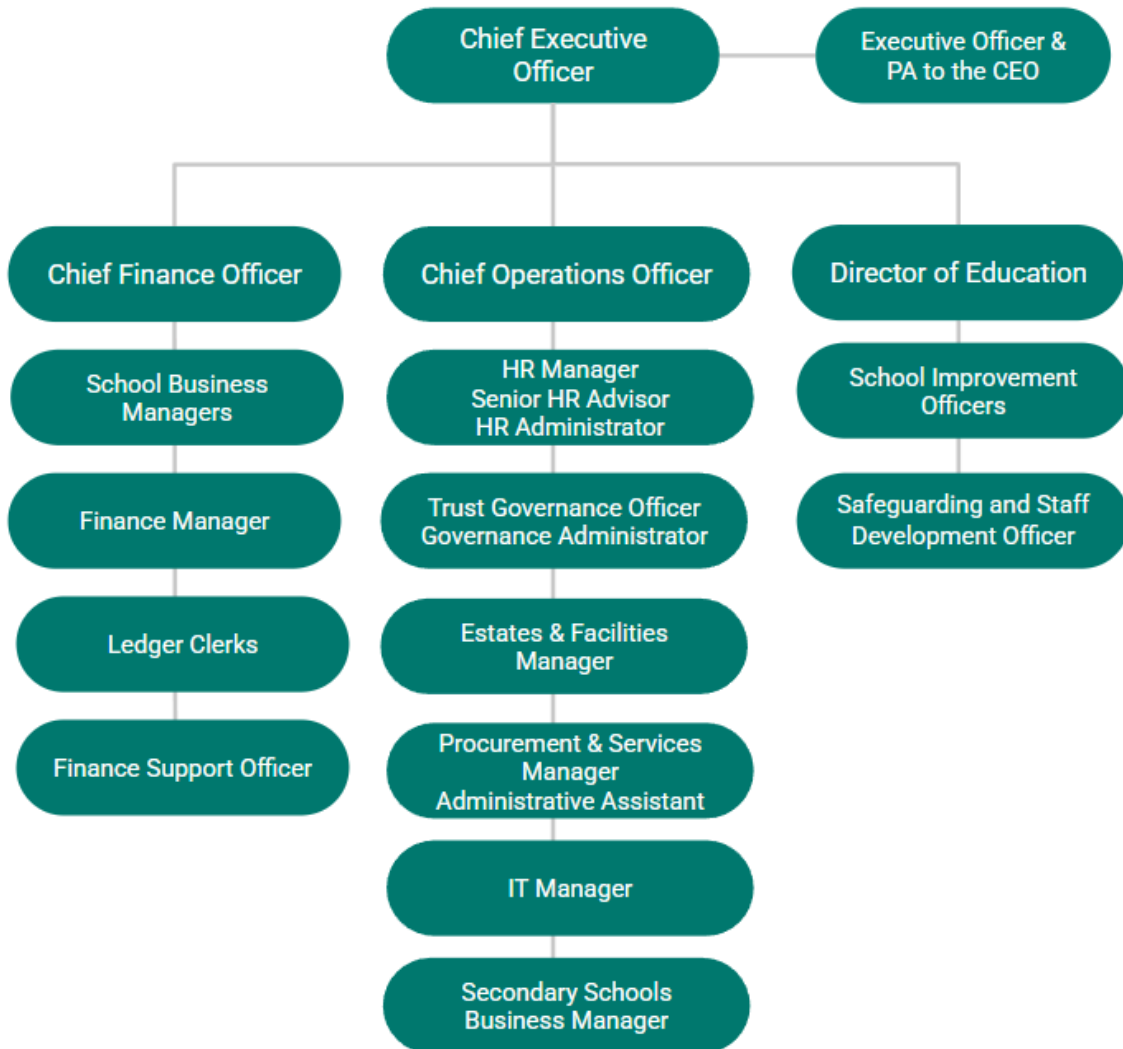 Chief Executive
Officer
Executive Officer &
PA to the CEO
Chief Finance Officer
Chief Operations Officer
Director of Education
School Business
Managers
HR Manager
Senior HR Advisor
HR Administrator
School Improvement
Officers
Finance Manager
Trust Governance Officer
Governance Administrator
Safeguarding and Staff
Development Officer
Ledger Clerks
Estates & Facilities
Manager
Finance Support Officer
Procurement & Services
Manager
Administrative Assistant
IT Manager
Secondary Schools
Business Manager